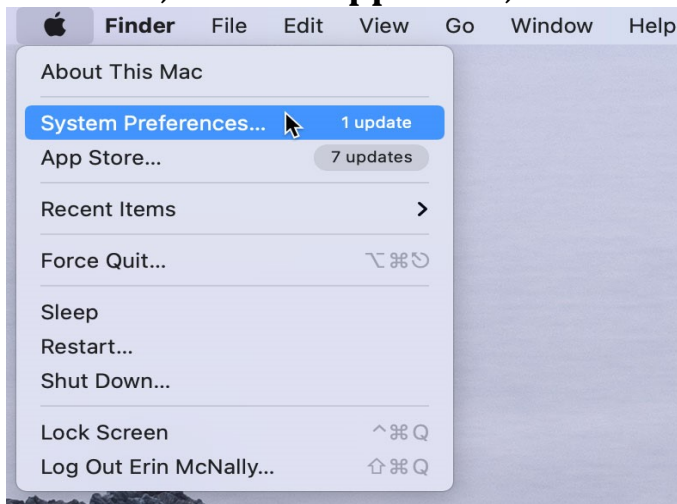 Finder File Edit View Go Window Help
About This Mac
System Preferences... 1 update
App Store... 7 updates
Recent Items >
Force Quit... ⌥⌘⎋
Sleep
Restart...
Shut Down...
Lock Screen ^⌘Q
Log Out Erin McNally... ⇧⌘Q